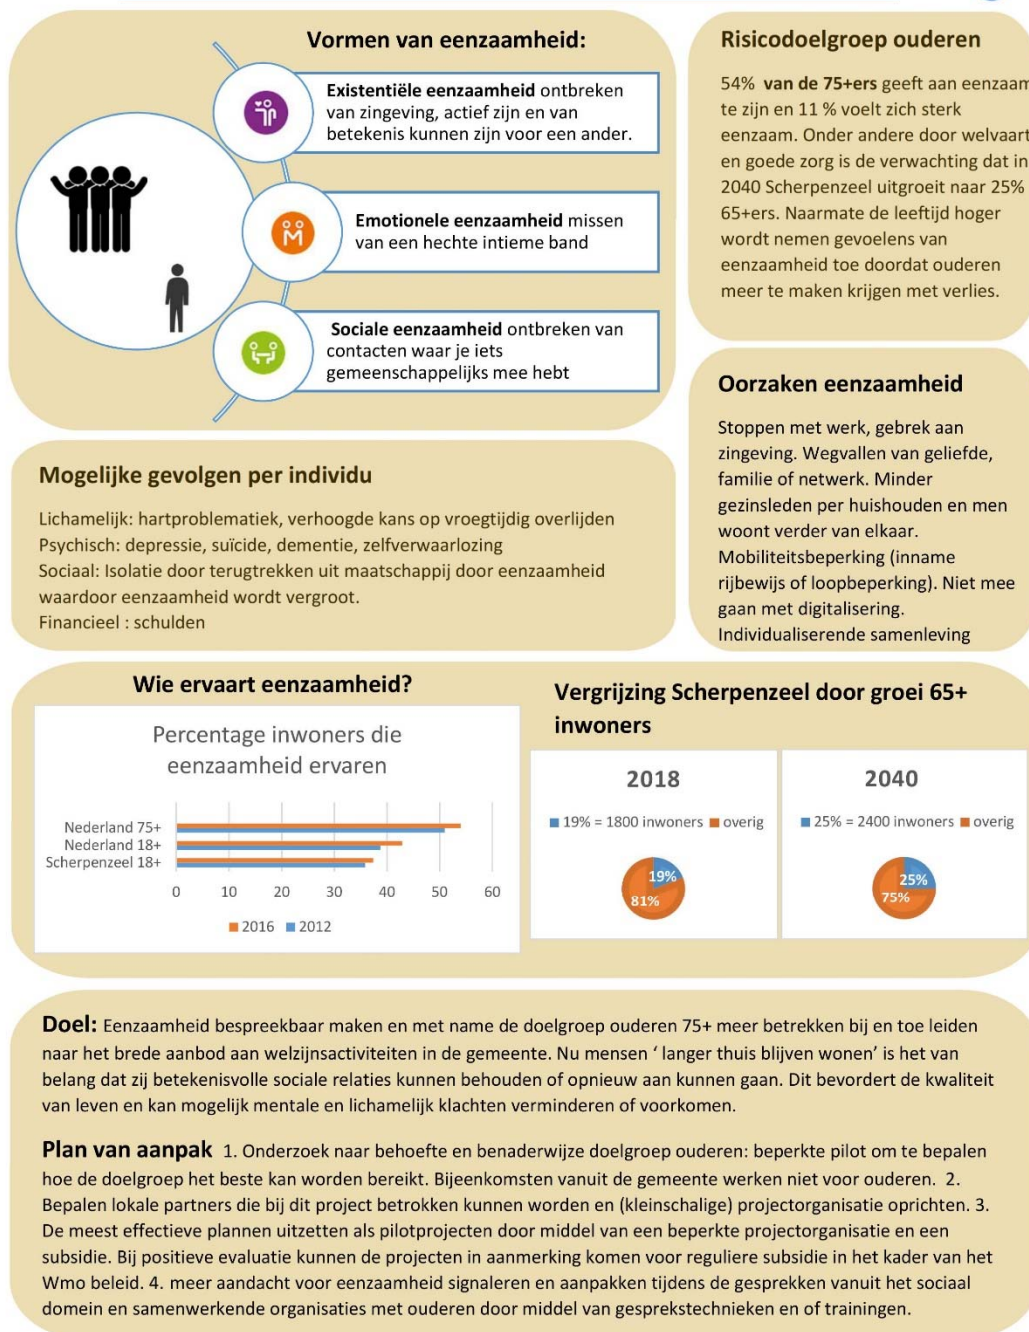 Vormen van eenzaamheid:
Existentiële eenzaamheid ontbreken
van zingeving, actief zijn en van
betekenis kunnen zijn voor een ander.
Emotionele eenzaamheid missen
van een hechte intieme band
Sociale eenzaamheid ontbreken van
contacten waar je iets
gemeenschappelijks mee hebt
Risicodoelgroep ouderen
54% van de 75+ers geeft aan eenzaam
te zijn en 11 % voelt zich sterk
eenzaam. Onder andere door welvaart
en goede zorg is de verwachting dat in
2040 Scherpenzeel uitgroeit naar 25%
65+ers. Naarmate de leeftijd hoger
wordt nemen gevoelens van
eenzaamheid toe doordat ouderen
meer te maken krijgen met verlies.
Mogelijke gevolgen per individu
Lichamelijk: hartproblematiek, verhoogde kans op vroegtijdig overlijden
Psychisch: depressie, suïcide, dementie, zelfverwaarlozing
Sociaal: Isolatie door terugtrekken uit maatschappij door eenzaamheid
waardoor eenzaamheid wordt vergroot.
Financieel : schulden
Oorzaken eenzaamheid
Stoppen met werk, gebrek aan
zingeving. Wegvallen van geliefde,
familie of netwerk. Minder
gezinsleden per huishouden en men
woont verder van elkaar.
Mobiliteitsbeperking (inname
rijbewijs of loopbeperking). Niet mee
gaan met digitalisering.
Individualiserende samenleving
Wie ervaart eenzaamheid?
Percentage inwoners die
eenzaamheid ervaren
Nederland 75+
Nederland 18+
Scherpenzeel 18+
0 10 20 30 40 50 60
2016 2012
Vergrijzing Scherpenzeel door groei 65+
inwoners
2018
19% = 1800 inwoners overig
19%
81%
2040
25% = 2400 inwoners overig
25%
75%
Doel: Eenzaamheid bespreekbaar maken en met name de doelgroep ouderen 75+ meer betrekken bij en toe leiden
naar het brede aanbod aan welzijnsactiviteiten in de gemeente. Nu mensen ‘ langer thuis blijven wonen’ is het van
belang dat zij betekenisvolle sociale relaties kunnen behouden of opnieuw aan kunnen gaan. Dit bevordert de kwaliteit
van leven en kan mogelijk mentale en lichamelijk klachten verminderen of voorkomen.
Plan van aanpak 1. Onderzoek naar behoefte en benaderwijze doelgroep ouderen: beperkte pilot om te bepalen
hoe de doelgroep het beste kan worden bereikt. Bijeenkomsten vanuit de gemeente werken niet voor ouderen. 2.
Bepalen lokale partners die bij dit project betrokken kunnen worden en (kleinschalige) projectorganisatie oprichten. 3.
De meest effectieve plannen uitzetten als pilotprojecten door middel van een beperkte projectorganisatie en een
subsidie. Bij positieve evaluatie kunnen de projecten in aanmerking komen voor reguliere subsidie in het kader van het
Wmo beleid. 4. meer aandacht voor eenzaamheid signaleren en aanpakken tijdens de gesprekken vanuit het sociaal
domein en samenwerkende organisaties met ouderen door middel van gesprekstechnieken en of trainingen.